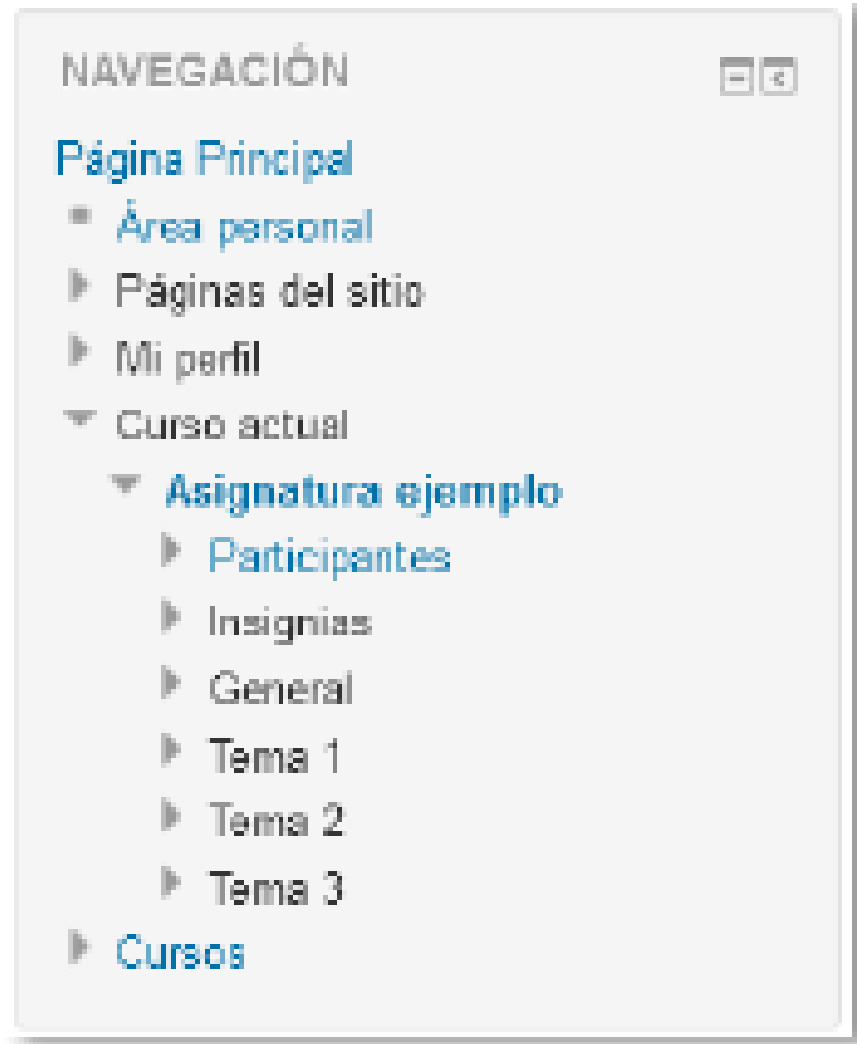 NAVEGACIÓN
Página Principal
Área personal
Páginas del sitio
Mi perfil
Curso actual
Asignatura ejemplo
Participantes
Insignias
General
Tema 1
Tema 2
Tema 3
Cursos